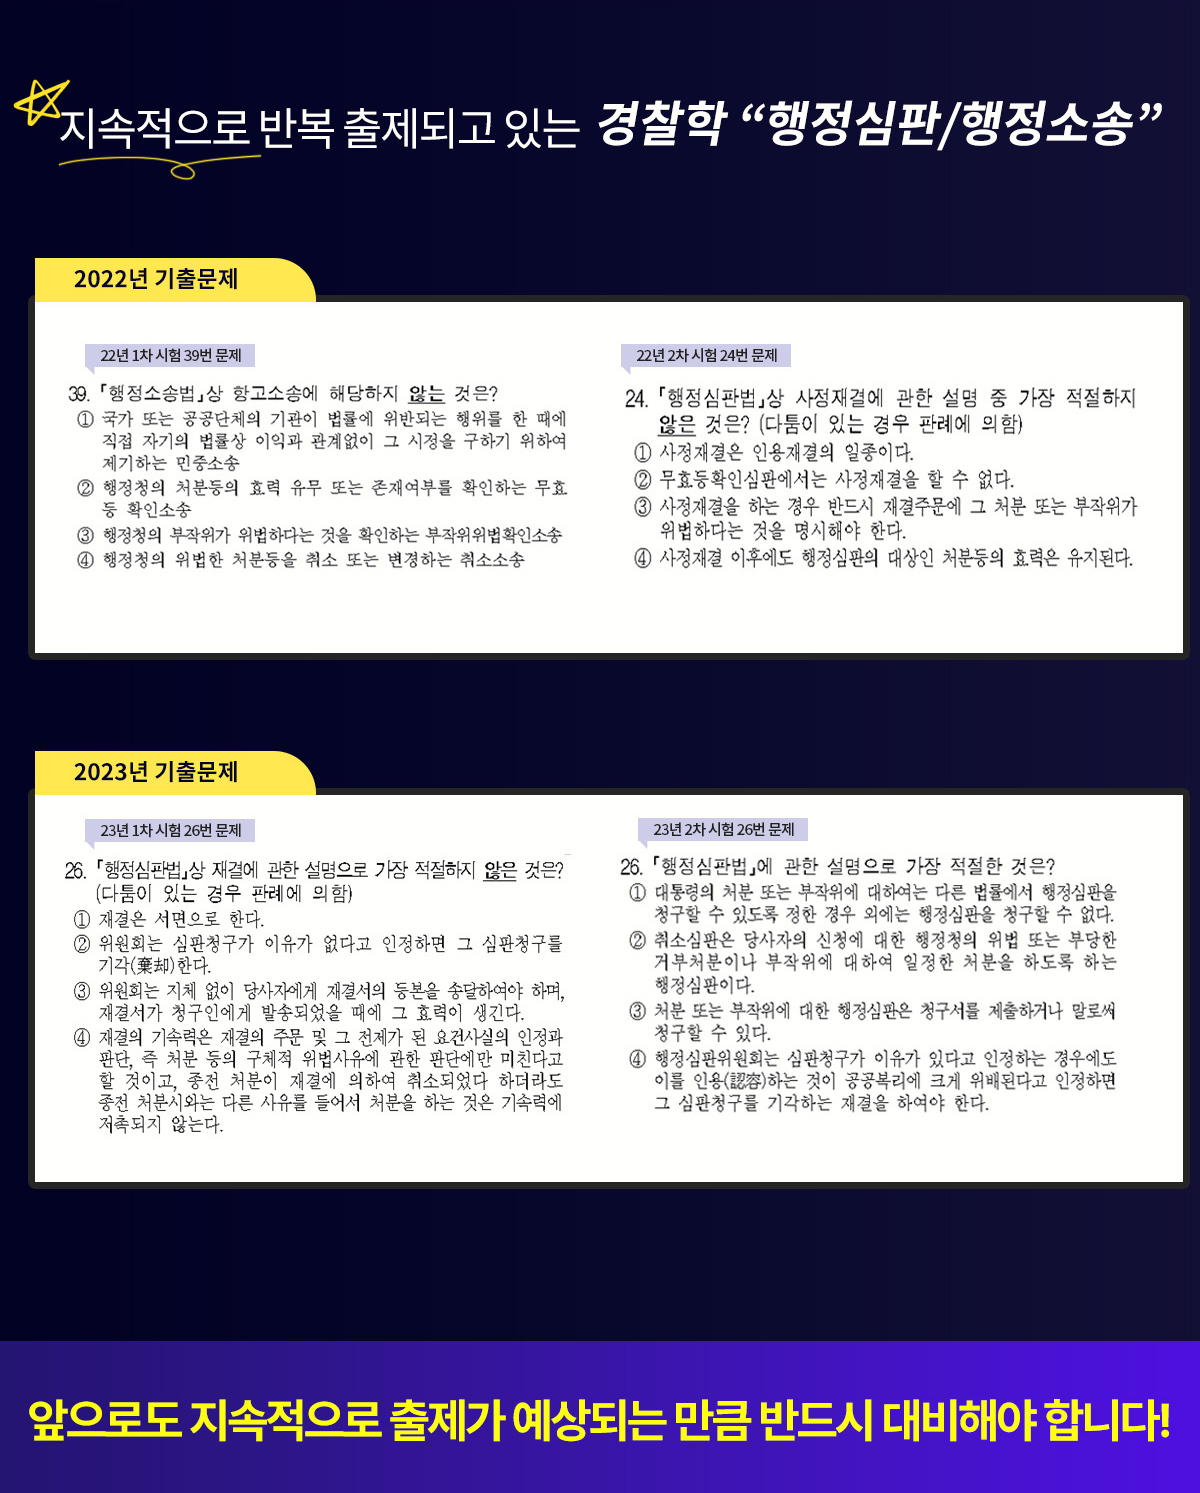 지속적으로 반복 출제되고 있는 경찰학 “행정심판/행정소송”
2022년 기출문제
22년 1차 시험 39번 문제
39. 「행정소송법」상 항고소송에 해당하지 않는 것은?
① 국가 또는 공공단체의 기관이 법률에 위반되는 행위를 한 때에
직접 자기의 법률상 이익과 관계없이 그 시정을 구하기 위하여
제기하는 민중소송
② 행정청의 처분등의 효력 유무 또는 존재여부를 확인하는 무효
등 확인소송
③ 행정청의 부작위가 위법하다는 것을 확인하는 부작위위법확인소송
④ 행정청의 위법한 처분등을 취소 또는 변경하는 취소소송
22년 2차 시험 24번 문제
24. 「행정심판법」상 사정재결에 관한 설명 중 가장 적절하지
않은 것은? (다툼이 있는 경우 판례에 의함)
① 사정재결은 인용재결의 일종이다.
② 무효등확인심판에서는 사정재결을 할 수 없다.
③ 사정재결을 하는 경우 반드시 재결주문에 그 처분 또는 부작위가
위법하다는 것을 명시해야 한다.
④ 사정재결 이후에도 행정심판의 대상인 처분등의 효력은 유지된다.
2023년 기출문제
23년 1차 시험 26번 문제
26. 「행정심판법」상 재결에 관한 설명으로 가장 적절하지 않은 것은?
(다툼이 있는 경우 판례에 의함)
① 재결은 서면으로 한다.
② 위원회는 심판청구가 이유가 없다고 인정하면 그 심판청구를
기각(棄却)한다.
③ 위원회는 지체 없이 당사자에게 재결서의 등본을 송달하여야 하며,
재결서가 청구인에게 발송되었을 때에 그 효력이 생긴다.
④ 재결의 기속력은 재결의 주문 및 그 전제가 된 요건사실의 인정과
판단, 즉 처분 등의 구체적 위법사유에 관한 판단에만 미친다고
할 것이고, 종전 처분이 재결에 의하여 취소되었다 하더라도
종전 처분시와는 다른 사유를 들어서 처분을 하는 것은 기속력에
저촉되지 않는다.
23년 2차 시험 26번 문제
26. 「행정심판법」에 관한 설명으로 가장 적절한 것은?
① 대통령의 처분 또는 부작위에 대하여는 다른 법률에서 행정심판을
청구할 수 있도록 정한 경우 외에는 행정심판을 청구할 수 없다.
② 취소심판은 당사자의 신청에 대한 행정청의 위법 또는 부당한
거부처분이나 부작위에 대하여 일정한 처분을 하도록 하는
행정심판이다.
③ 처분 또는 부작위에 대한 행정심판은 청구서를 제출하거나 말로써
청구할 수 있다.
④ 행정심판위원회는 심판청구가 이유가 있다고 인정하는 경우에도
이를 인용(認容)하는 것이 공공복리에 크게 위배된다고 인정하면
그 심판청구를 기각하는 재결을 하여야 한다.
앞으로도 지속적으로 출제가 예상되는 만큼 반드시 대비해야 합니다!